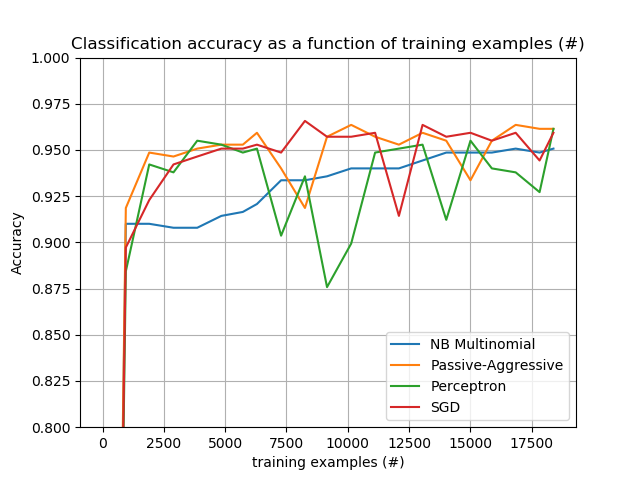 Classification accuracy as a function of training examples (#)
1.000
0.975
0.950
0.925
0.900
0.875
0.850
0.825
0.800
Accuracy
NB Multinomial
Passive-Aggressive
Perceptron
SGD
0 2500 5000 7500 10000 12500 15000 17500
training examples (#)